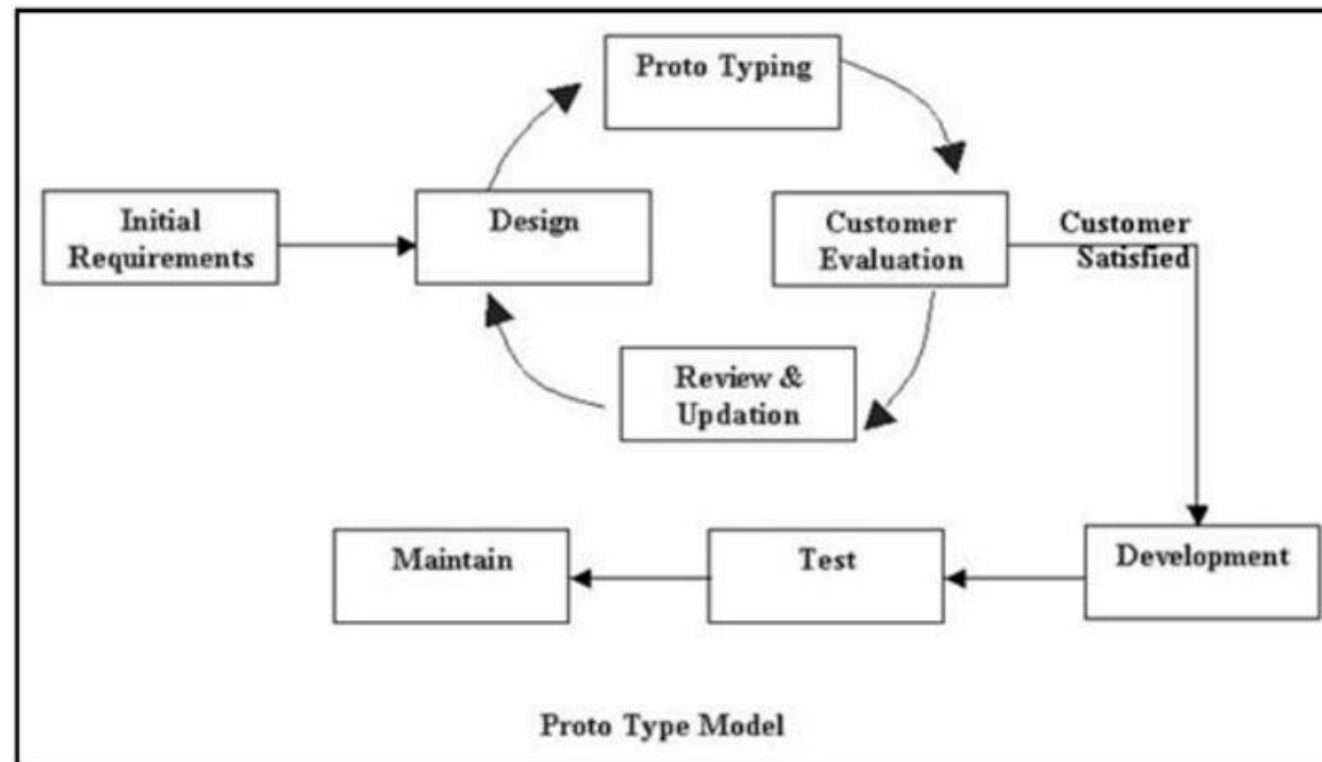 Proto Typing
Initial
Requirements
Design
Customer
Evaluation
Customer
Satisfied
Review &
Updation
Maintain
Test
Development
Proto Type Model